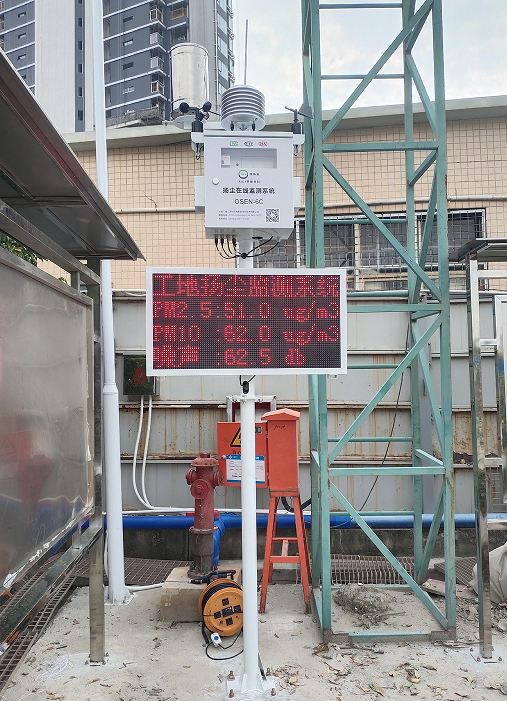 扬尘在线监测系统
OSEN-6C
工地扬尘监测系统
PM2.5.51.0 ug/m3
PM10 :62.0 ug/m3
噪声 62.5 db